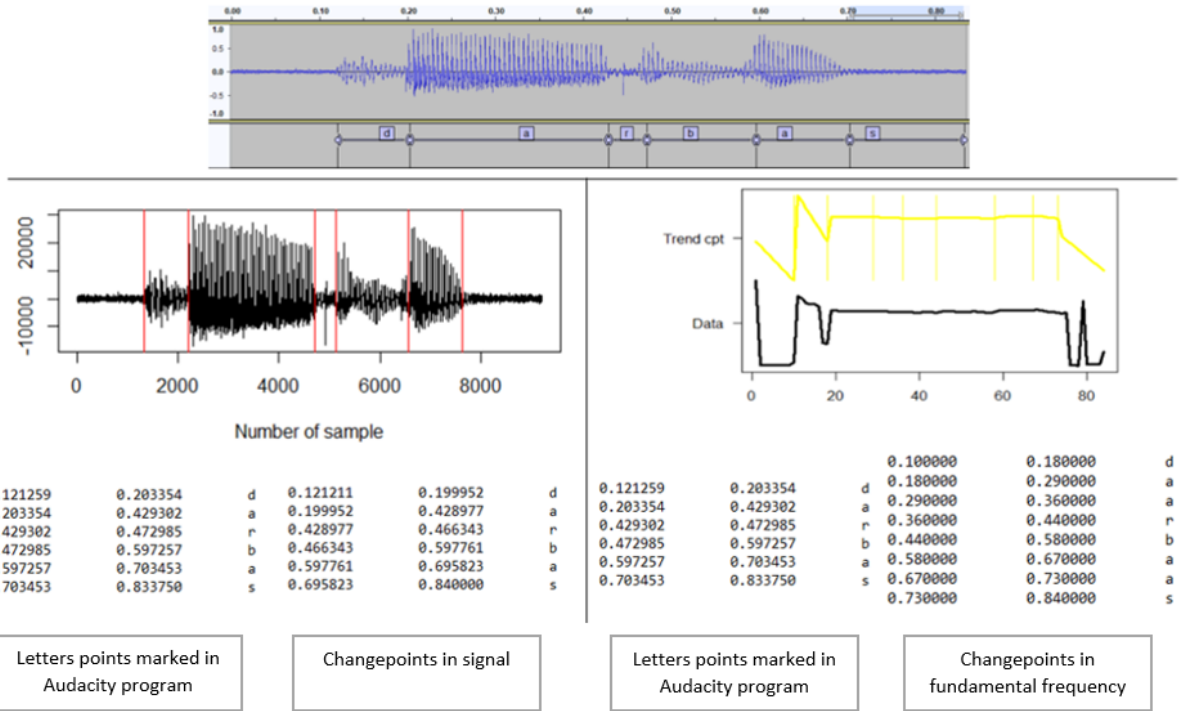 0.00 0.10 0.20 0.30 0.40 0.50 0.60 0.70 0.80
1.0
0.5
0.0
-0.5
-1.0
d a r b a s
20000
-10000
0 2000 4000 6000 8000
Number of sample
121259 0.203354 d
203354 0.429302 a
429302 0.472985 r
472985 0.597257 b
597257 0.703453 a
703453 0.833750 s
0.121211 0.199952 d
0.199952 0.428977 a
0.428977 0.466343 r
0.466343 0.597761 b
0.597761 0.695823 a
0.695823 0.840000 s
Letters points marked in
Audacity program
Changepoints in signal
Trend cpt
Data
0 20 40 60 80
0.121259 0.203354 d
0.203354 0.429302 a
0.429302 0.472985 r
0.472985 0.597257 b
0.597257 0.703453 a
0.703453 0.833750 s
0.100000 0.180000 d
0.180000 0.290000 a
0.290000 0.360000 a
0.360000 0.440000 r
0.440000 0.580000 b
0.580000 0.670000 a
0.670000 0.730000 a
0.730000 0.840000 s
Letters points marked in
Audacity program
Changepoints in
fundamental frequency